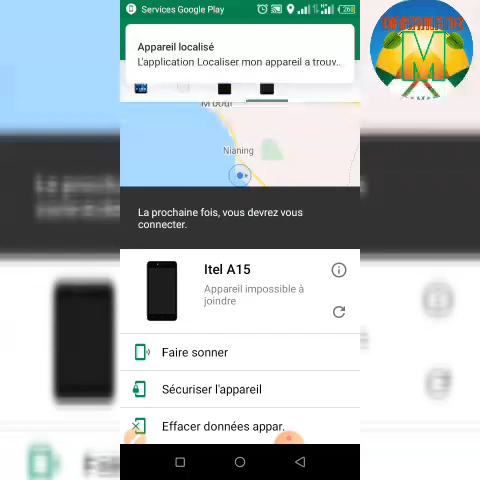 Services Google Play
Appareil localisé
L'application Localiser mon appareil a trouv..
Nianing
La prochaine fois, vous devrez vous
connecter.
Itel A15
Appareil impossible à
joindre
Faire sonner
Sécuriser l'appareil
Effacer données appar.
M